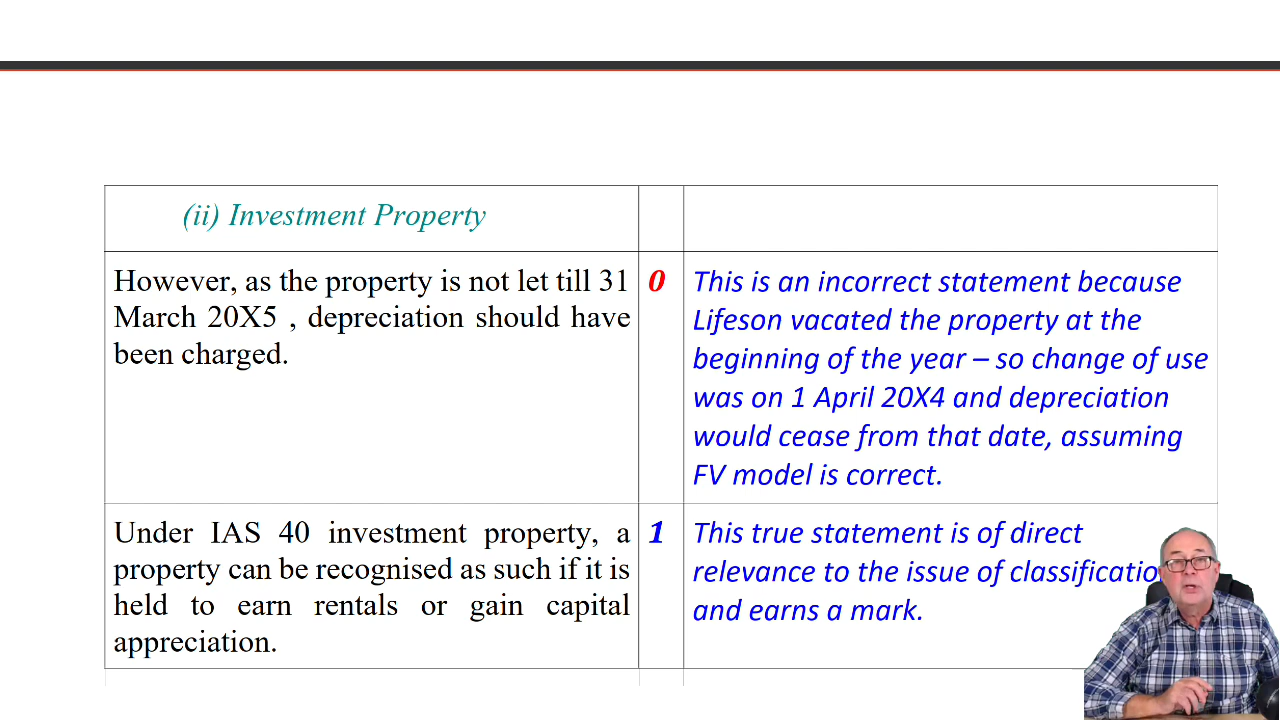 (ii) Investment Property
However, as the property is not let till 31
March 20X5 , depreciation should have
been charged.
0
This is an incorrect statement because
Lifeson vacated the property at the
beginning of the year – so change of use
was on 1 April 20X4 and depreciation
would cease from that date, assuming
FV model is correct.
Under IAS 40 investment property, a
property can be recognised as such if it is
held to earn rentals or gain capital
appreciation.
1
This true statement is of direct
relevance to the issue of
and earns a mark.